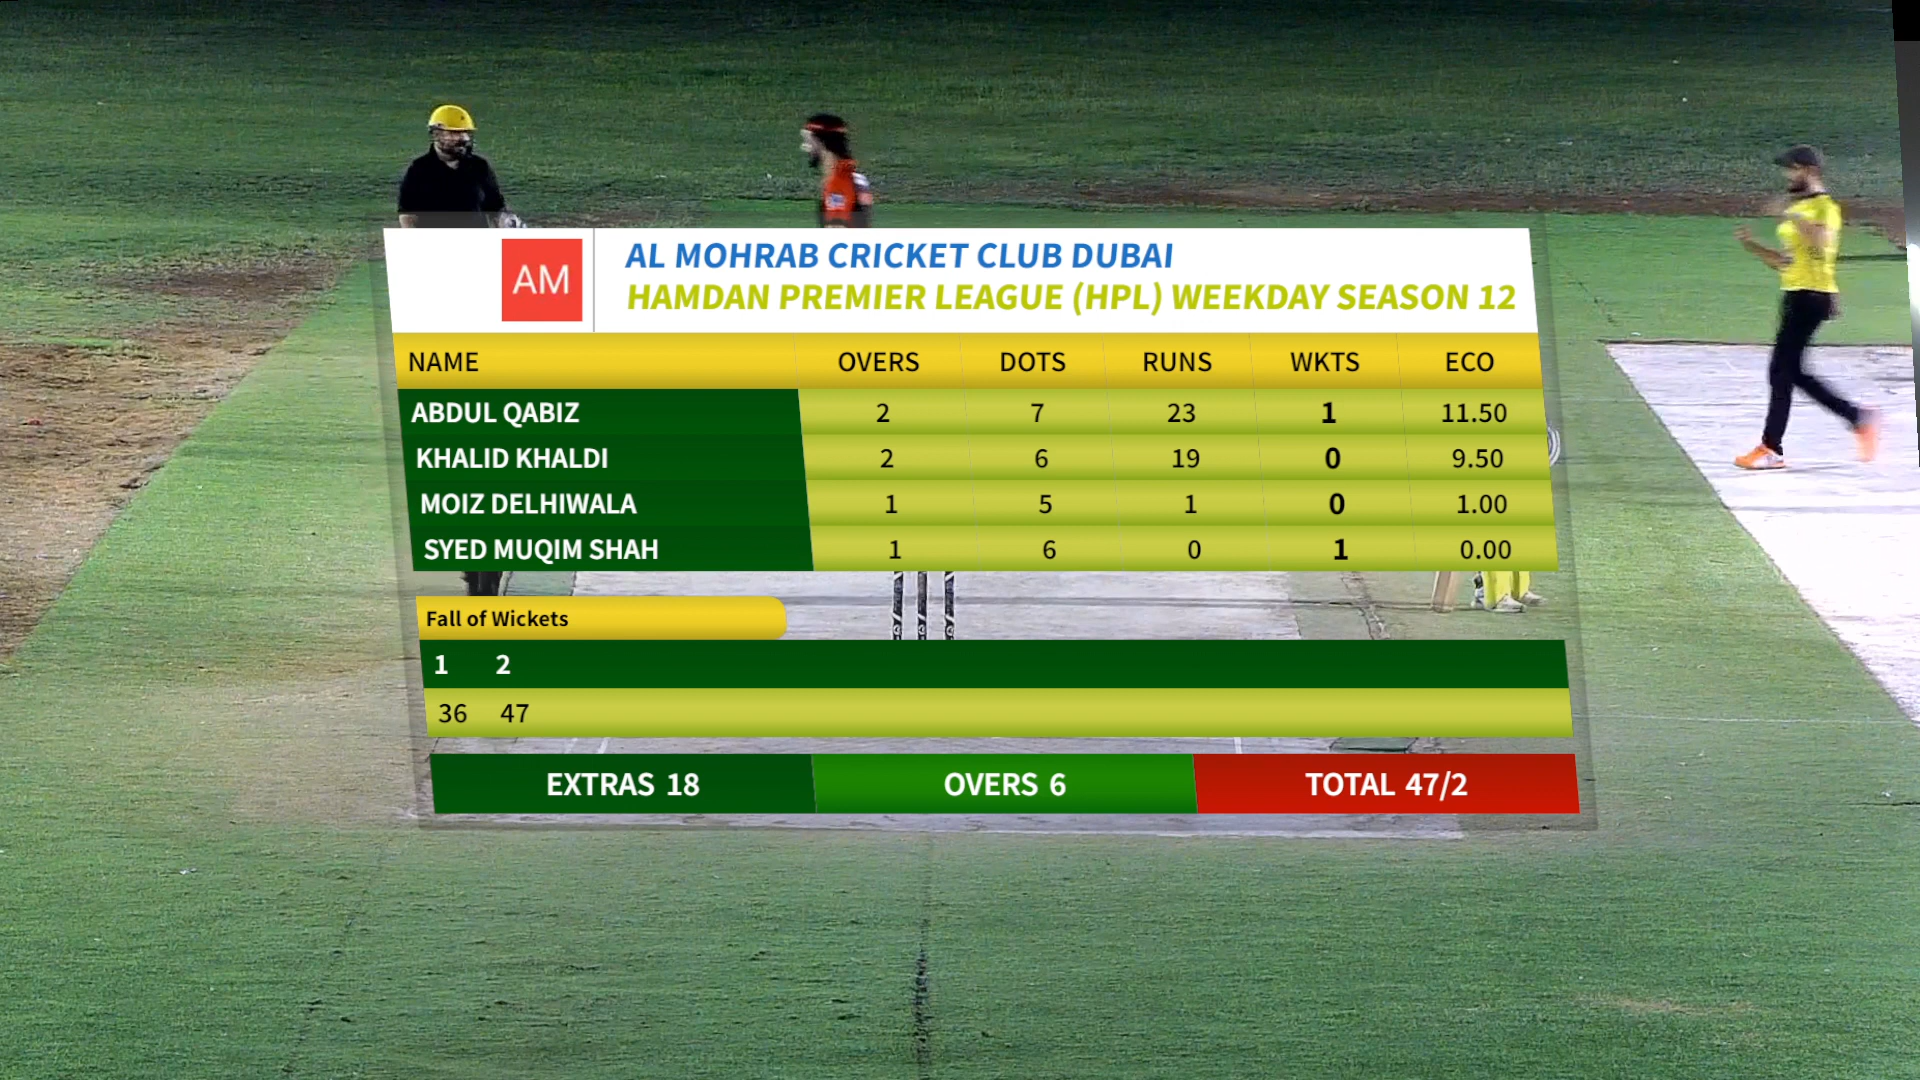 AM
AL MOHRAB CRICKET CLUB DUBAI
HAMDAN PREMIER LEAGUE (HPL) WEEKDAY SEASON 12
NAME OVERS DOTS RUNS WKTS ECO
ABDUL QABIZ 2 7 23 1 11.50
KHALID KHALDI 2 6 19 0 9.50
MOIZ DELHIWALA 1 5 1 0 1.00
SYED MUQIM SHAH 1 6 0 1 0.00
Fall of Wickets
1 2
36 47
EXTRAS 18 OVERS 6 TOTAL 47/2